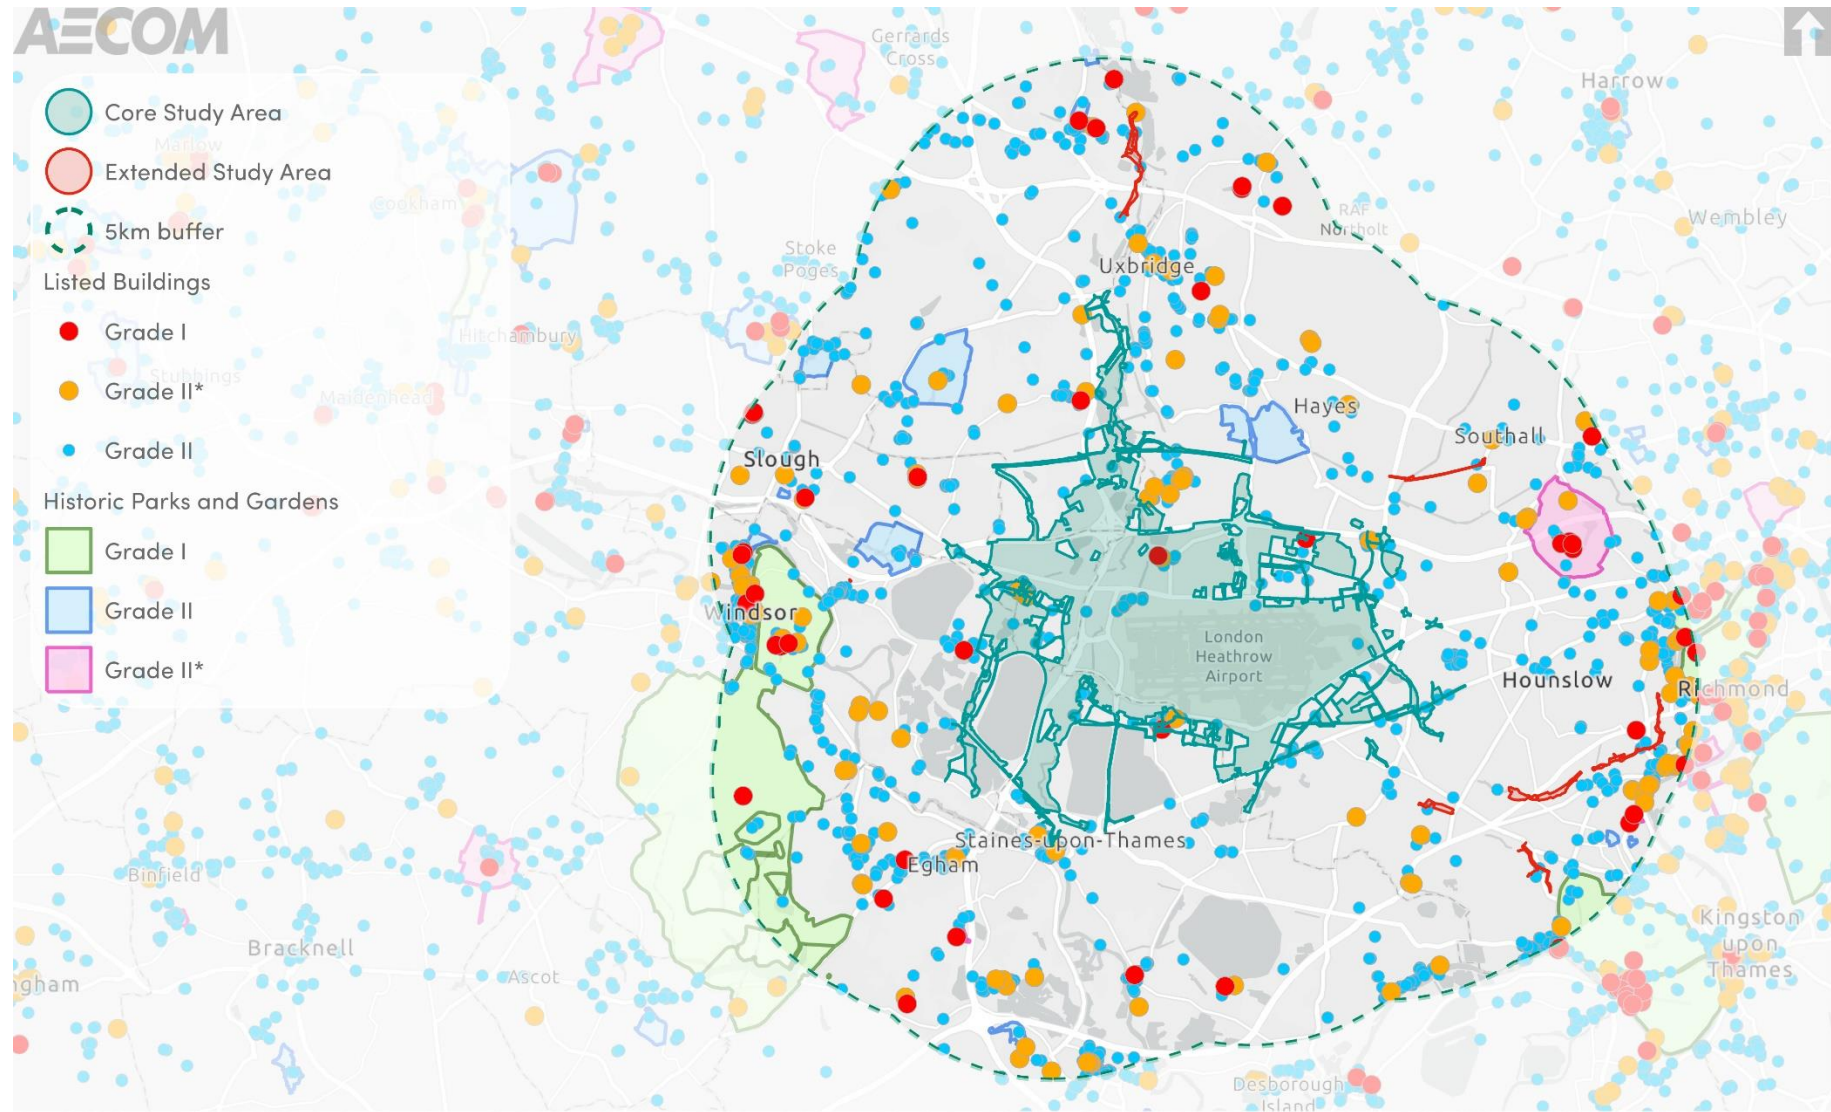 AECOM
Core Study Area
Extended Study Area
5km buffer
Listed Buildings
Grade I
Grade II*
Grade II
Historic Parks and Gardens
Grade I
Grade II
Grade II*
Marlow
Cookham
Hitchambury
Stubbings
Maidenhead
Gerrards
Cross
Harrow
Stoke
Poges
RAF
Northolt
Wembley
Uxbridge
Hayes
Southall
Slough
Windsor
London
Heathrow
Airport
Hounslow
Richmond
Staines-upon-Thames
Egham
Binfield
Bracknell
Ascot
ngham
Kingston
upon
Thames
Desborough
Island